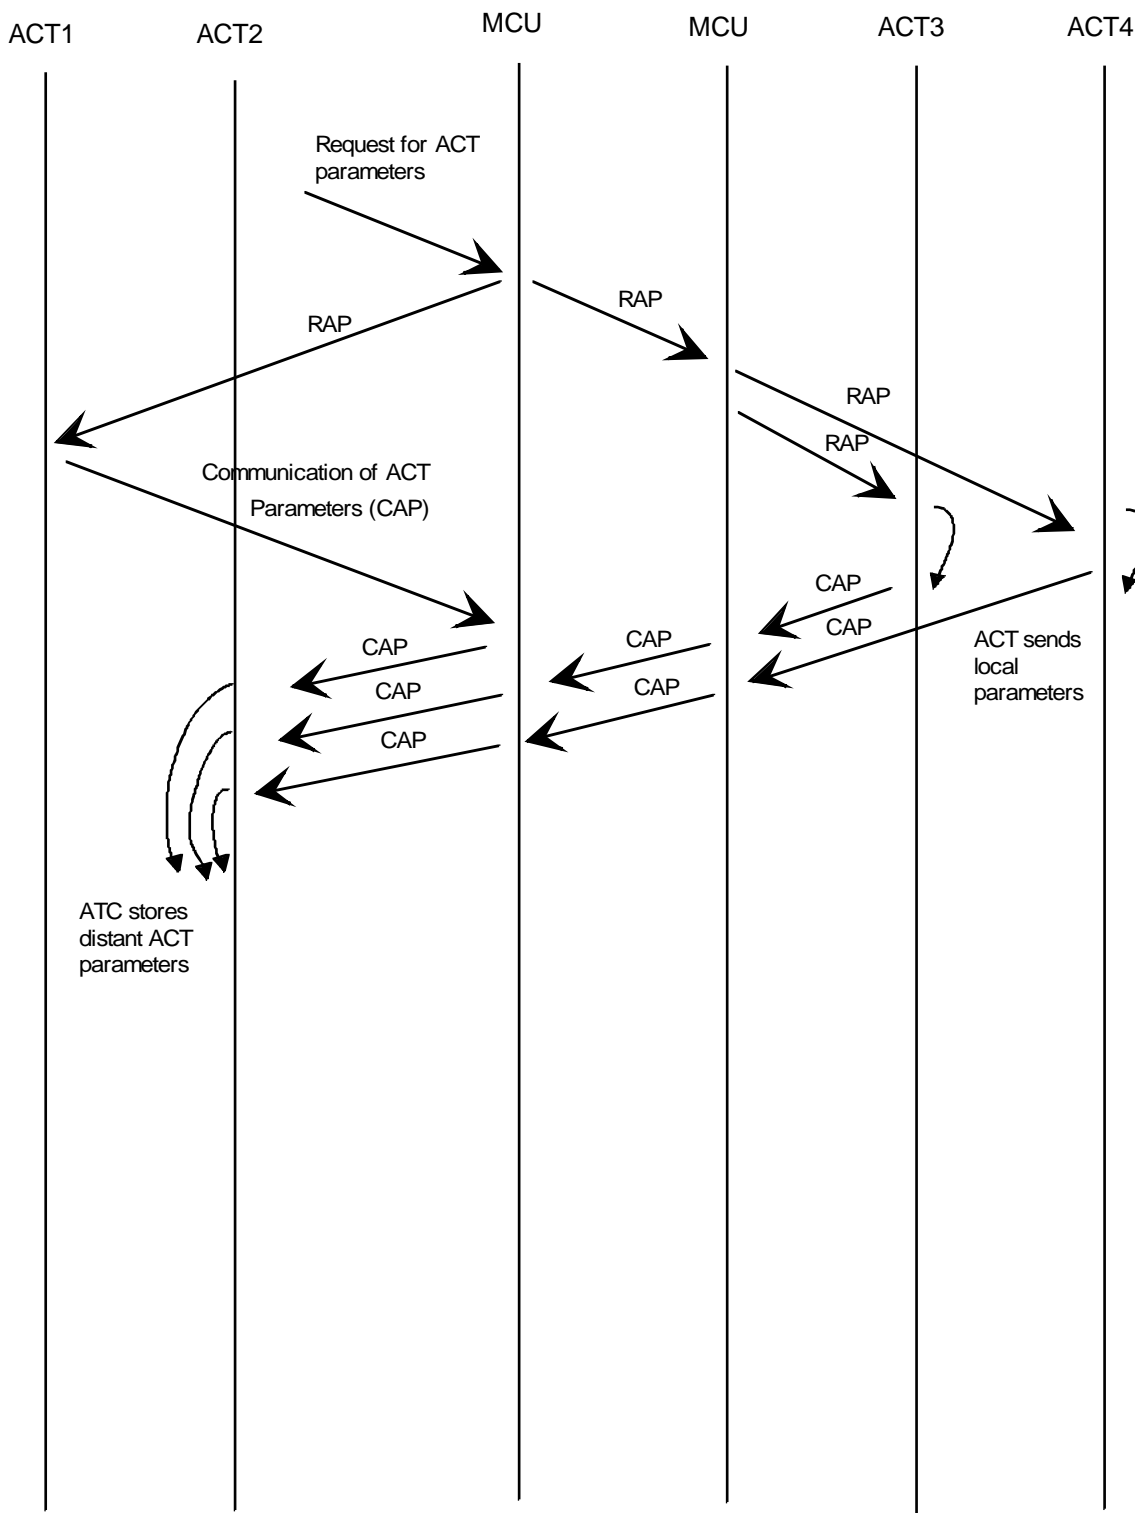 ACT1
ACT2
MCU
MCU
ACT3
ACT4
Request for ACT
parameters
RAP
RAP
RAP
RAP
Communication of ACT
Parameters (CAP)
CAP
CAP
CAP
CAP
CAP
CAP
CAP
ACT sends
local
parameters
ATC stores
distant ACT
parameters